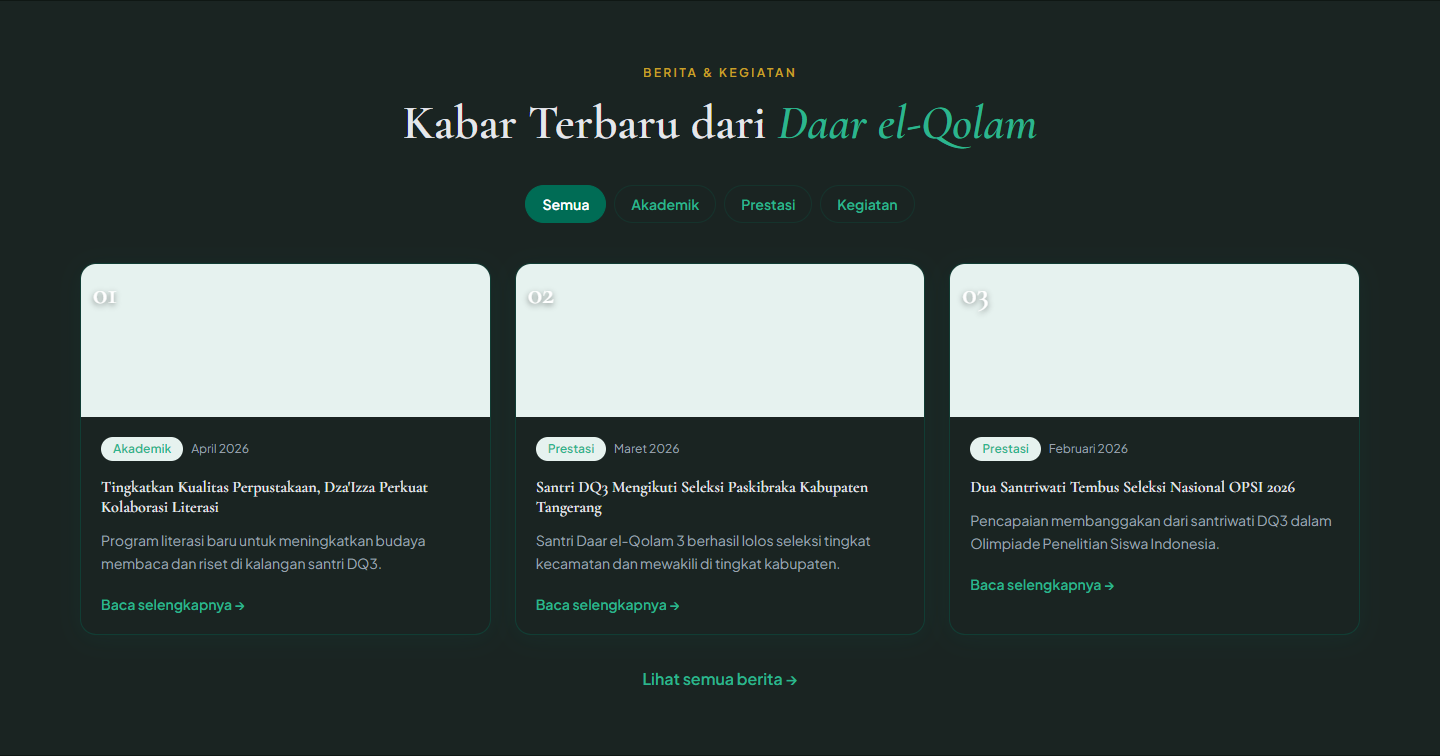 BERITA & KEGIATAN
Kabar Terbaru dari Daar el-Qolam
Semua Akademik Prestasi Kegiatan
01 02 03
Akademik April 2026
Tingkatkan Kualitas Perpustakaan, Dza'Izza Perkuat
Kolaborasi Literasi
Program literasi baru untuk meningkatkan budaya
membaca dan riset di kalangan santri DQ3.
Baca selengkapnya →
Prestasi Maret 2026
Santri DQ3 Mengikuti Seleksi Paskibraka Kabupaten
Tangerang
Santri Daar el-Qolam 3 berhasil lolos seleksi tingkat
kecamatan dan mewakili di tingkat kabupaten.
Baca selengkapnya →
Prestasi Februari 2026
Dua Santriwati Tembus Seleksi Nasional OPSI 2026
Pencapaian membanggakan dari santriwati DQ3 dalam
Olimpiade Penelitian Siswa Indonesia.
Baca selengkapnya →
Lihat semua berita →